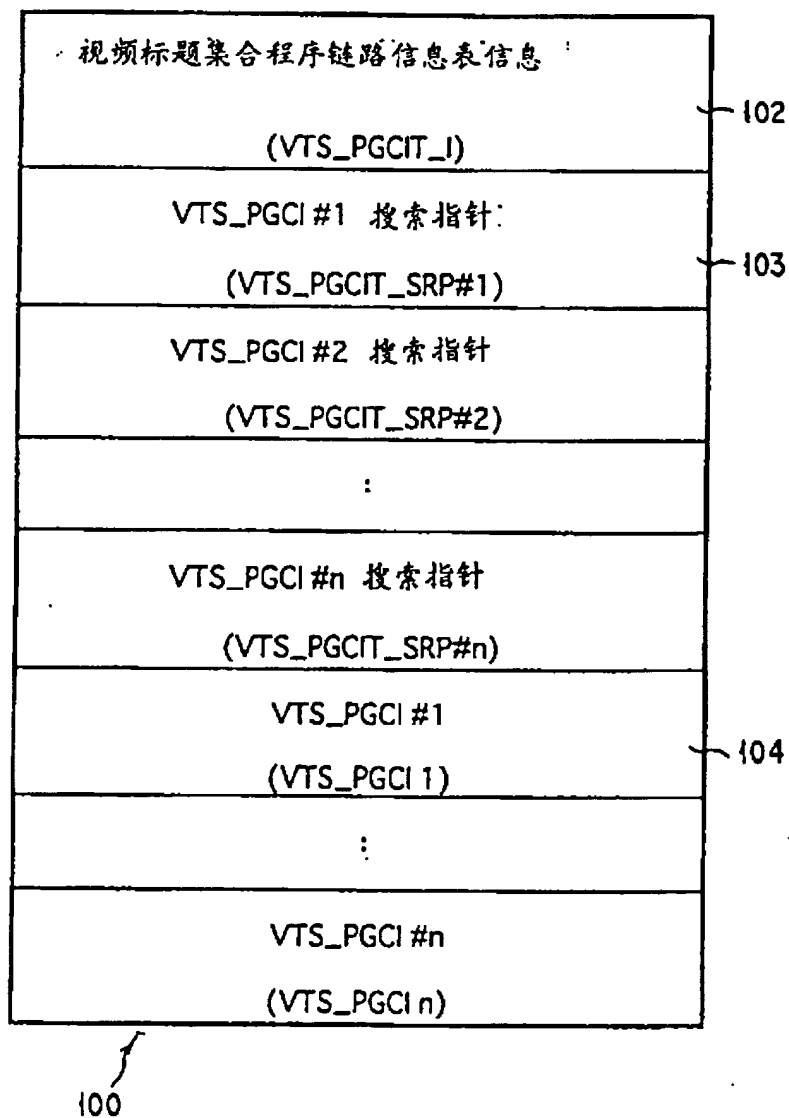 视频标题集合程序链路信息表信息
(VTS_PGCIT_I)
102
VTS_PGCI #1 搜索指针
(VTS_PGCIT_SRP#1)
103
VTS_PGCI #2 搜索指针
(VTS_PGCIT_SRP#2)
:
VTS_PGCI #n 搜索指针
(VTS_PGCIT_SRP#n)
VTS_PGCI #1
(VTS_PGCI 1)
104
:
VTS_PGCI #n
(VTS_PGCI n)
100